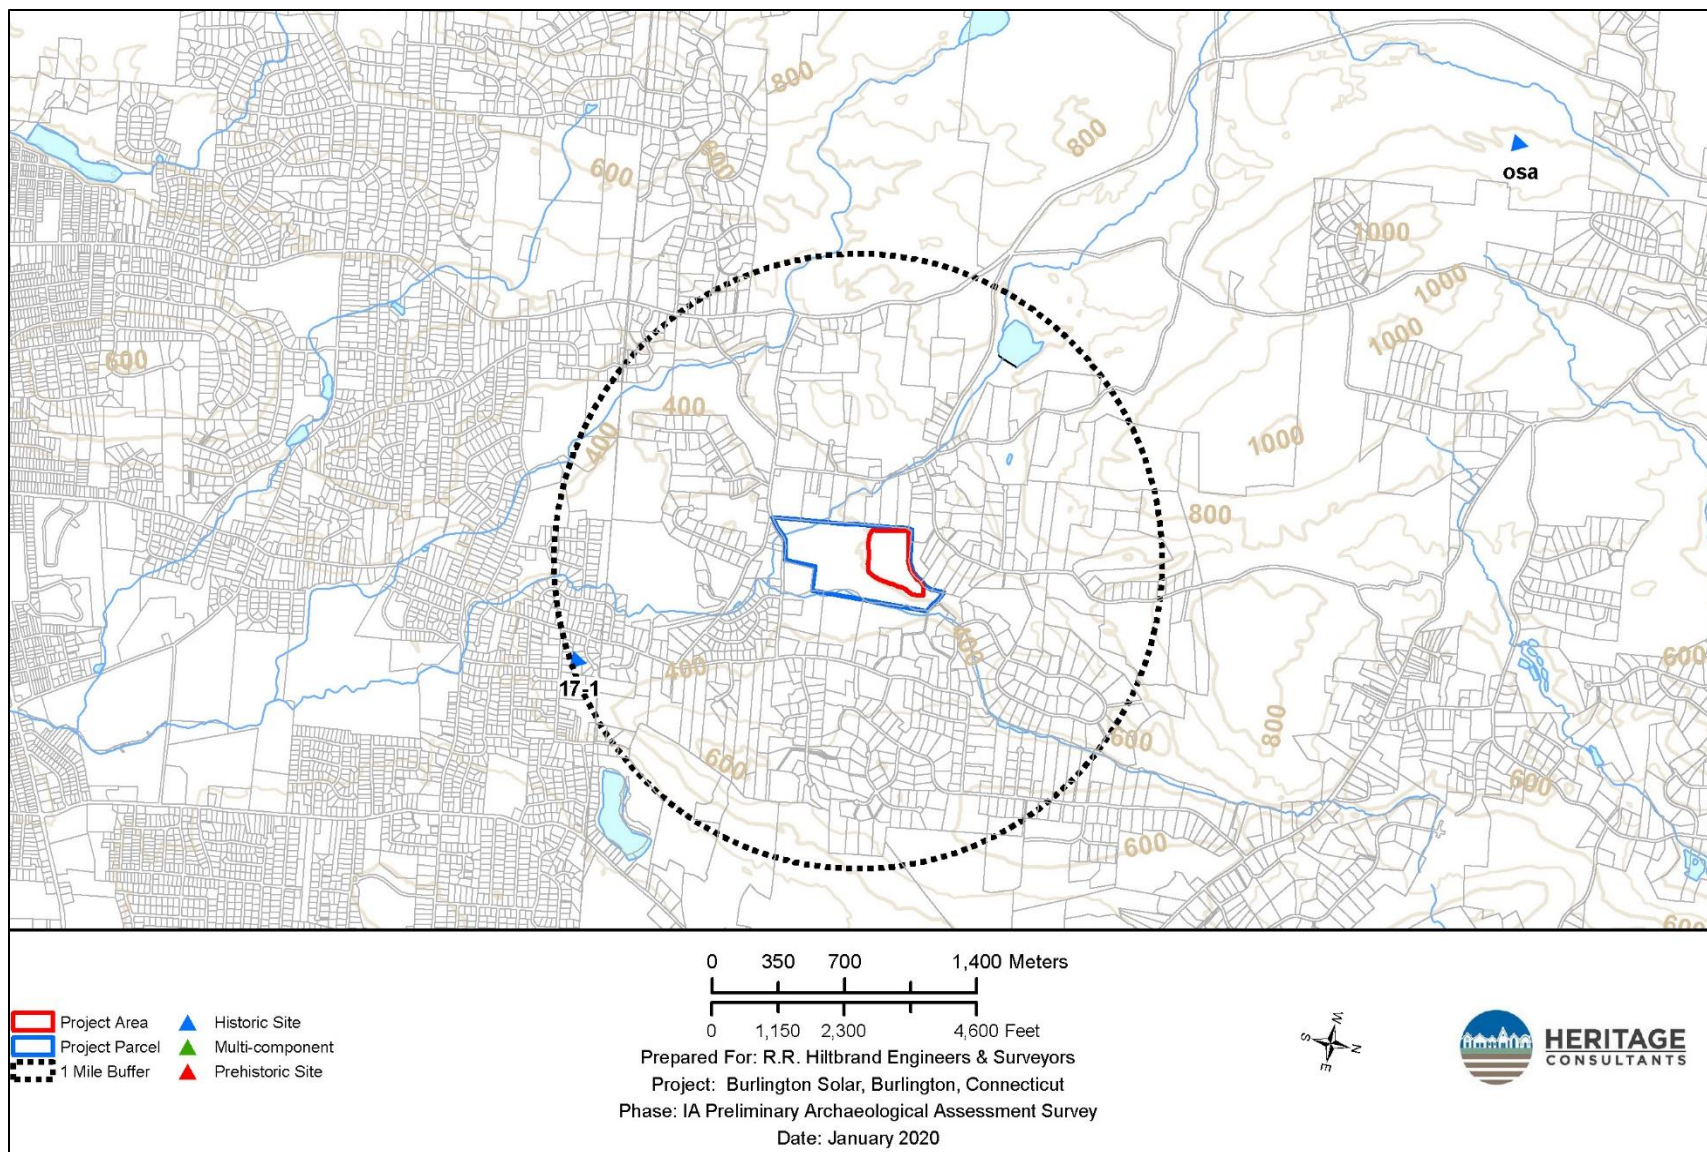 800
800
800
600
osa
1000
1000
1000
600
400
400
1000
800
600
17-1
400
600
800
600
600
600
600
600
0 350 700 1,400 Meters
0 1,150 2,300 4,600 Feet
Project Area
Historic Site
Project Parcel
Multi-component
1 Mile Buffer
Prehistoric Site
Prepared For: R.R. Hiltbrand Engineers & Surveyors
Project: Burlington Solar, Burlington, Connecticut
Phase: IA Preliminary Archaeological Assessment Survey
Date: January 2020
W
S
N
E
HERITAGE
CONSULTANTS